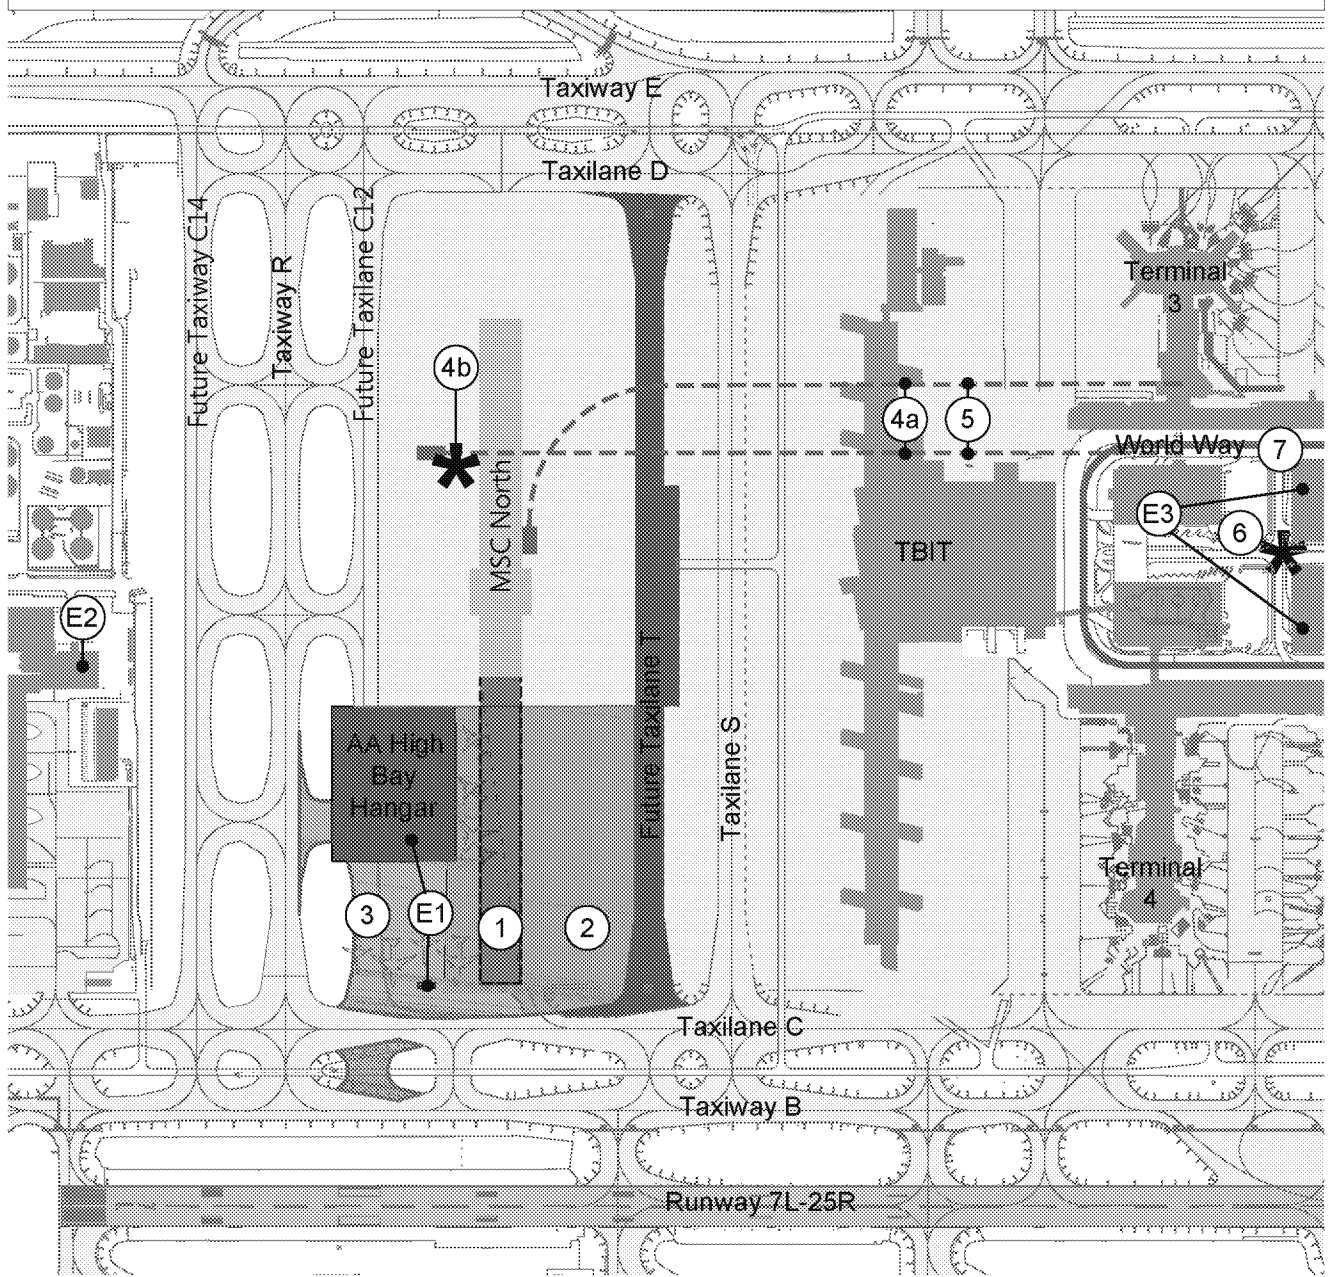 Taxiway E
Taxilane D
Future Taxiway C14
Taxiway R
Future Taxilane C12
Terminal
3
4b
4a
5
World Way
7
MSC North
E3
6
TBIT
E2
Future Taxilane T
Taxilane S
AA High
Bay
Hangar
Terminal
4
3
E1
1
2
Taxilane C
Taxiway B
Runway 7L-25R